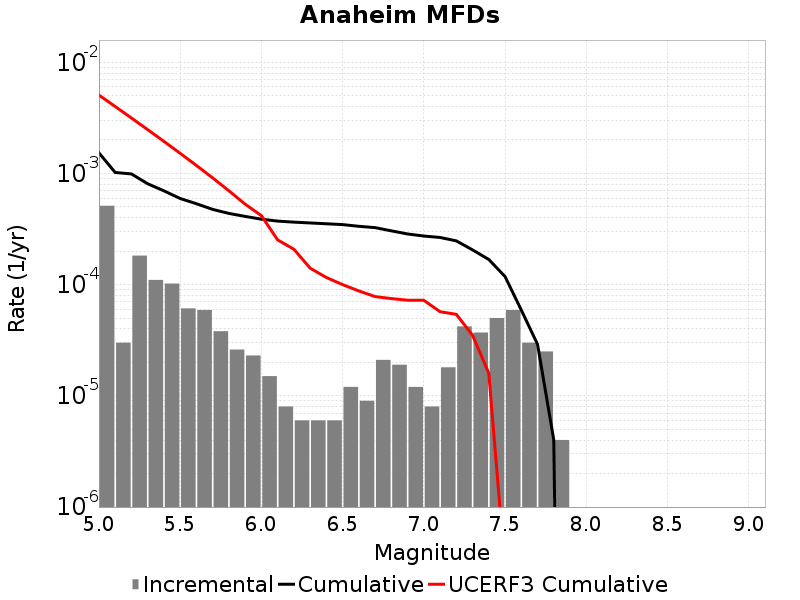 Anaheim MFDs
10-2
10-3
10-4
10-5
10-6
Rate (1/yr)
5.0 5.5 6.0 6.5 7.0 7.5 8.0 8.5 9.0
Magnitude
Incremental Cumulative UCERF3 Cumulative